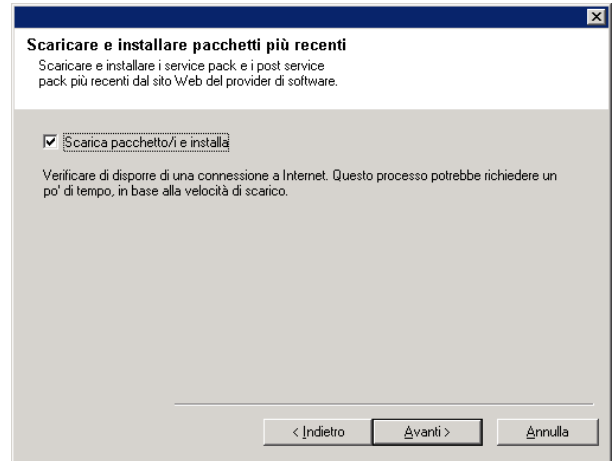 Scaricare e installare pacchetti più recenti
Scaricare e installare i service pack e i post service
pack più recenti dal sito Web del provider di software.
Scarica pacchetto/i e installa
Verificare di disporre di una connessione a Internet. Questo processo potrebbe richiedere un
po' di tempo, in base alla velocità di scarico.
< Indietro
Avanti >
Annulla